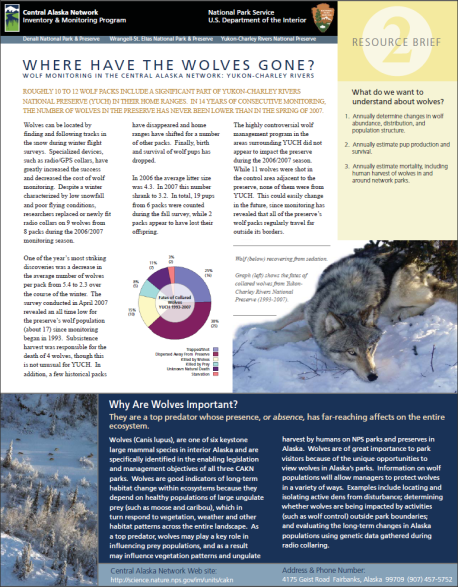 Central Alaska Network
Inventory & Monitoring Program
National Park Service
U.S. Department of the Interior
Denali National Park & Preserve Wrangell-St. Elias National Park & Preserve Yukon-Charley Rivers National Preserve
2
RESOURCE BRIEF
WHERE HAVE THE WOLVES GONE?
WOLF MONITORING IN THE CENTRAL ALASKA NETWORK: YUKON-CHARLEY RIVERS
ROUGHLY 10 TO 12 WOLF PACKS INCLUDE A SIGNIFICANT PART OF YUKON-CHARLEY RIVERS
NATIONAL PRESERVE (YUCH) IN THEIR HOME RANGES. IN 14 YEARS OF CONSECUTIVE MONITORING,
THE NUMBER OF WOLVES IN THE PRESERVE HAS NEVER BEEN LOWER THAN IN THE SPRING OF 2007.
Wolves can be located by
finding and following tracks in
the snow during winter flight
surveys. Specialized devices,
such as radio/GPS collars, have
greatly increased the success
and decreased the cost of wolf
monitoring. Despite a winter
characterized by low snowfall
and poor flying conditions,
researchers replaced or newly fit
radio collars on 9 wolves from
8 packs during the 2006/2007
monitoring season.
One of the year's most striking
discoveries was a decrease in
the average number of wolves
per pack from 5.4 to 2.3 over
the course of the winter. The
survey conducted in April 2007
revealed an all time low for
the preserve's wolf population
(about 17) since monitoring
began in 1993. Subsistence
harvest was responsible for the
death of 4 wolves, though this
is not unusual for YUCH. In
addition, a few historical packs
have disappeared and home
ranges have shifted for a number
of other packs. Finally, birth
and survival of wolf pups has
dropped.
In 2006 the average litter size
was 4.3. In 2007 this number
shrank to 3.2. In total, 19 pups
from 6 packs were counted
during the fall survey, while 2
packs appear to have lost their
offspring.
The highly controversial wolf
management program in the
areas surrounding YUCH did not
appear to impact the preserve
during the 2006/2007 season.
While 11 wolves were shot in
the control area adjacent to the
preserve, none of them were from
YUCH. This could easily change
in the future, since monitoring has
revealed that all of the preserve's
wolf packs regularly travel far
outside its borders.
What do we want to
understand about wolves?
1. Annually determine changes in wolf
abundance, distribution, and
population structure.
2. Annually estimate pup production and
survival.
3. Annually estimate mortality, including
human harvest of wolves in and
around network parks.
Wolf (below) recovering from sedation.
Graph (left) shows the fates of
collared wolves from Yukon-
Charley Rivers National
Preserve (1993-2007).
Fates of Collared
Wolves
YUCH 1993-2007
Trapped/Shot
Dispersed Away From Preserve
Killed by Wolves
Killed by Prey
Unknown Natural Death
Starvation
Why Are Wolves Important?
They are a top predator whose presence, or absence, has far-reaching affects on the entire
ecosystem.
Wolves (Canis lupus), are one of six keystone
large mammal species in interior Alaska and are
specifically identified in the enabling legislation
and management objectives of all three CAKN
parks. Wolves are good indicators of long-term
habitat change within ecosystems because they
depend on healthy populations of large ungulate
prey (such as moose and caribou), which in
turn respond to vegetation, weather and other
habitat patterns across the entire landscape. As
a top predator, wolves may play a key role in
influencing prey populations, and as a result
may influence vegetation patterns and ungulate
harvest by humans on NPS parks and preserves in
Alaska. Wolves are of great importance to park
visitors because of the unique opportunities to
view wolves in Alaska's parks. Information on wolf
populations will allow managers to protect wolves
in a variety of ways. Examples include locating and
isolating active dens from disturbance; determining
whether wolves are being impacted by activities
(such as wolf control) outside park boundaries;
and evaluating the long-term changes in Alaska
populations using genetic data gathered during
radio collaring.
Central Alaska Network Web site:
http://science.nature.nps.gov/im/units/cakn
Address & Phone Number:
4175 Geist Road Fairbanks, Alaska 99709 (907) 457-5752